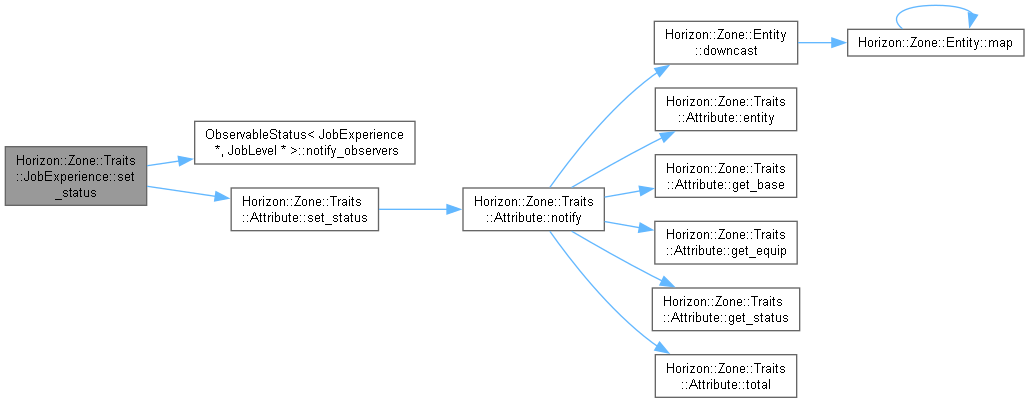 Horizon::Zone::Traits
::JobExperience::set
_status
ObservableStatus< JobExperience
*, JobLevel * >::notify_observers
Horizon::Zone::Traits
::Attribute::set_status
Horizon::Zone::Traits
::Attribute::notify
Horizon::Zone::Entity
::downcast
Horizon::Zone::Entity::map
Horizon::Zone::Traits
::Attribute::entity
Horizon::Zone::Traits
::Attribute::get_base
Horizon::Zone::Traits
::Attribute::get_equip
Horizon::Zone::Traits
::Attribute::get_status
Horizon::Zone::Traits
::Attribute::total